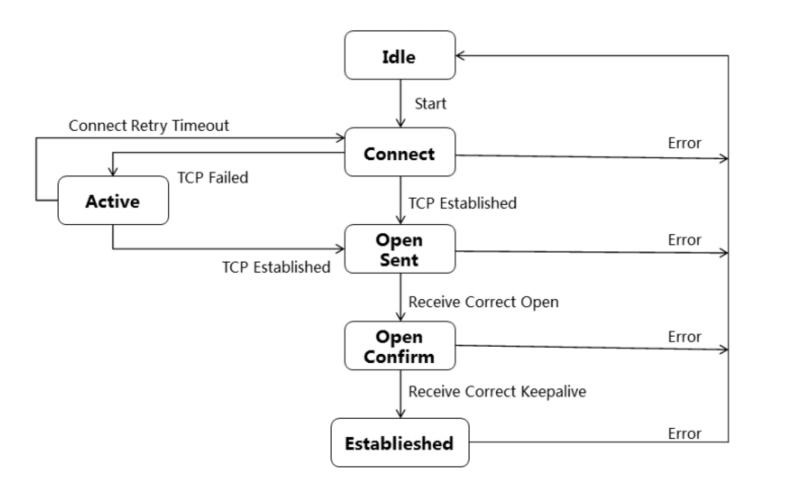 Idle
Start
Connect Retry Timeout
Connect
Error
TCP Failed
Active
TCP Established
Open
Sent
Error
TCP Established
Receive Correct Open
Open
Confirm
Error
Receive Correct Keepalive
Establieshed
Error